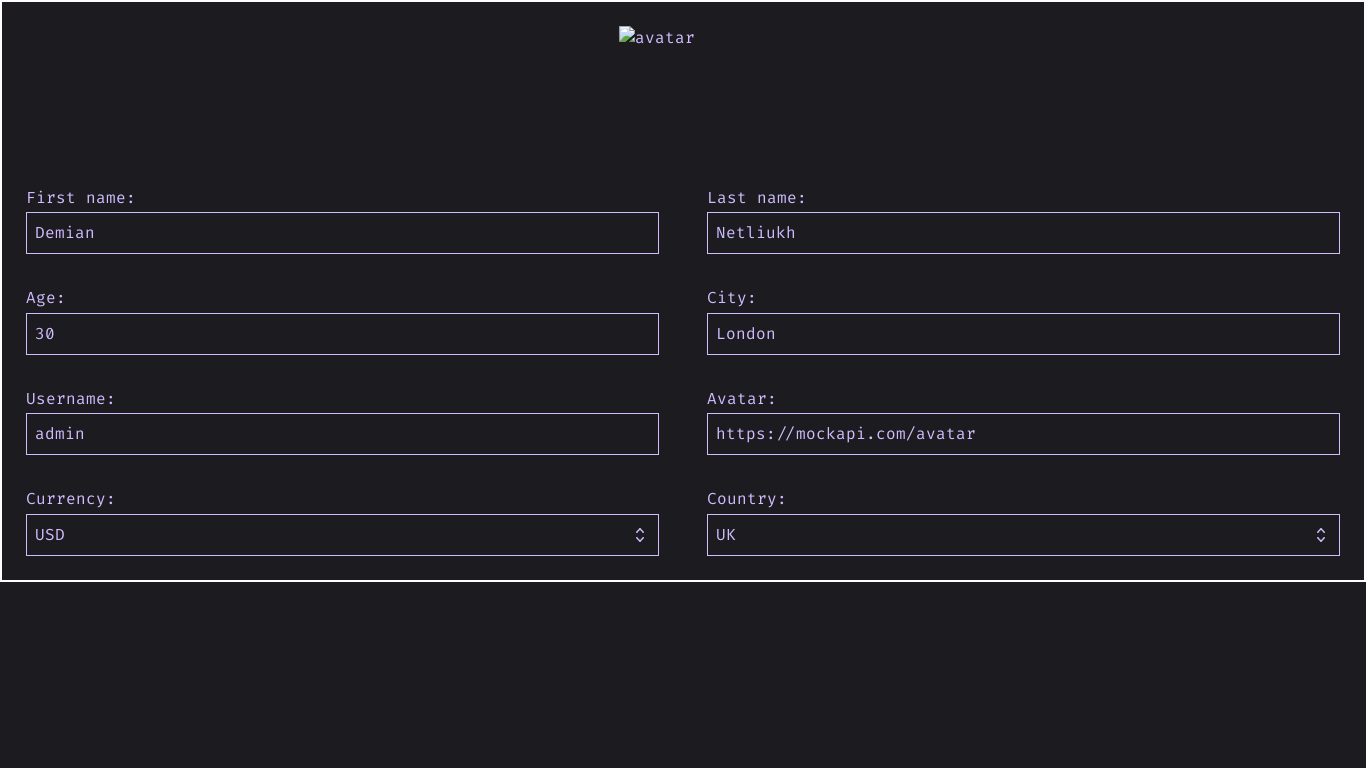 avatar
First name:
Last name:
Demian
Netliukh
Age:
City:
30
London
Username:
Avatar:
admin
https://mockapi.com/avatar
Currency:
Country:
USD
UK